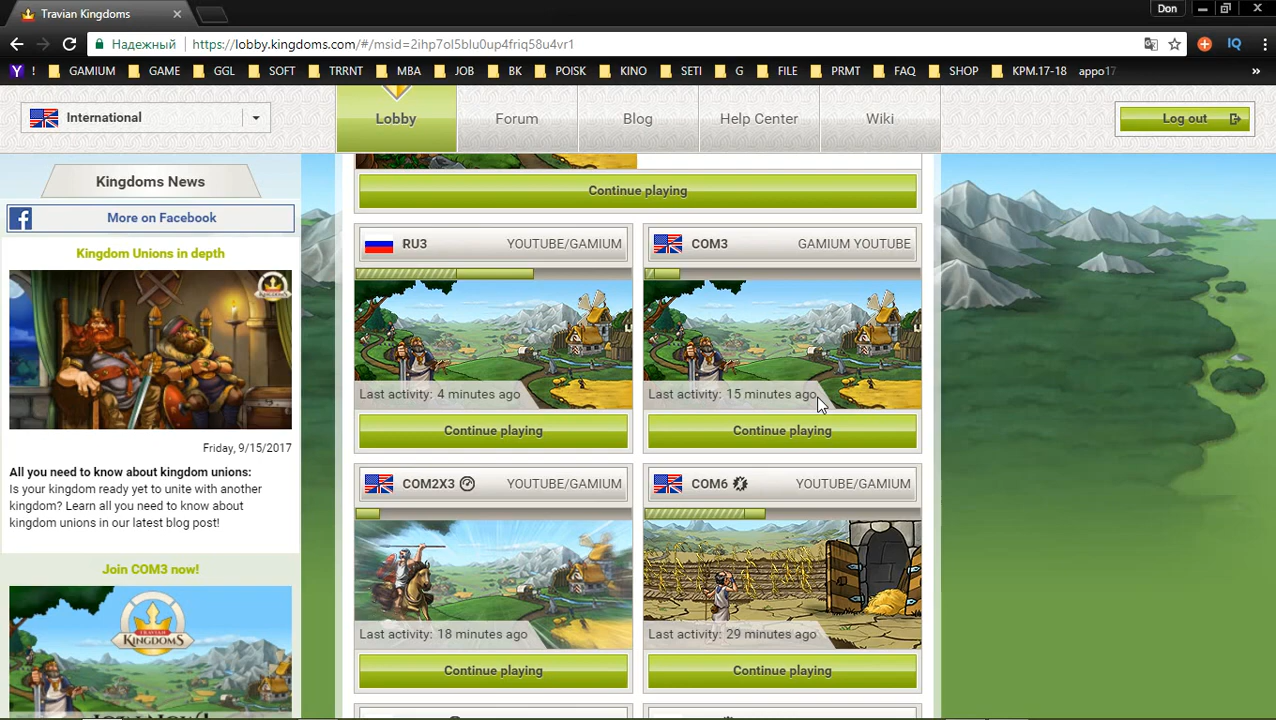 Travian Kingdoms
Don
Надежный
https://lobby.kingdoms.com/#/msid=2ihp7ol5blu0up4friq58u4vr1
IQ
Y !
GAMIUM
GAME
GGL
SOFT
TRRNT
MBA
JOB
BK
POISK
KINO
SETI
G
FILE
PRMT
FAQ
SHOP
KPM.17-18
appo17
International
Lobby
Forum
Blog
Help Center
Wiki
Log out
Kingdoms News
More on Facebook
Kingdom Unions in depth
Friday, 9/15/2017
All you need to know about kingdom unions:
Is your kingdom ready yet to unite with another
kingdom? Learn all you need to know about
kingdom unions in our latest blog post!
Join COM3 now!
TRAVIAN
KINGDOMS
JOIN NOW!
Continue playing
RU3 YOUTUBE/GAMIUM
Last activity: 4 minutes ago
Continue playing
COM3 GAMIUM YOUTUBE
Last activity: 15 minutes ago
Continue playing
COM2X3 YOUTUBE/GAMIUM
Last activity: 18 minutes ago
Continue playing
COM6 YOUTUBE/GAMIUM
Last activity: 29 minutes ago
Continue playing